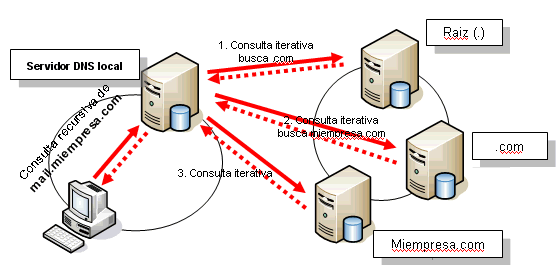 1. Consulta iterativa
busca .com
Raiz (.)
Servidor DNS local
Consulta recursiva de
mail.miempresa.com
2. Consulta iterativa
busca miempresa.com
.com
3. Consulta iterativa
Miempresa.com